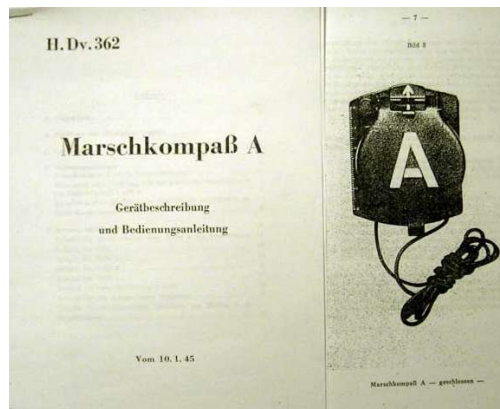 H. Dv. 362
Marschkompaß A
Gerätbeschreibung
und Bedienungsanleitung
Vom 10. 1. 45
— 7 —
Bild 2
A
Marschkompaß A — geschlossen —